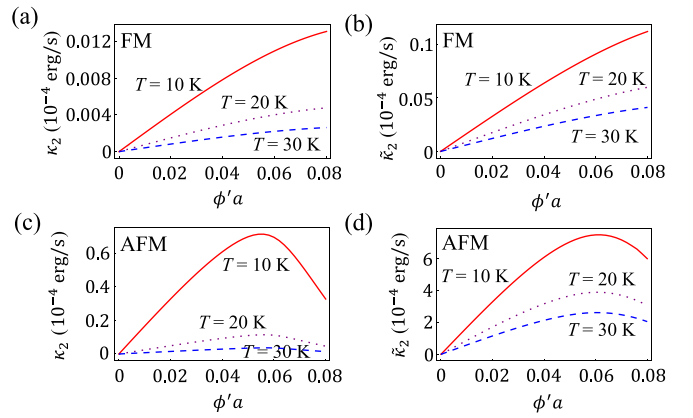 (a)
κ₂ (10⁻⁴ erg/s)
0.012
0.008
0.004
0
FM
T = 10 K
T = 20 K
T = 30 K
0 0.02 0.04 0.06 0.08
ϕ′a
(b)
κ̃₂ (10⁻⁴ erg/s)
0.1
0.05
0
FM
T = 10 K
T = 20 K
T = 30 K
0 0.02 0.04 0.06 0.08
ϕ′a
(c)
κ₂ (10⁻⁴ erg/s)
0.6
0.4
0.2
0
AFM
T = 10 K
T = 20 K
T = 30 K
0 0.02 0.04 0.06 0.08
ϕ′a
(d)
κ̃₂ (10⁻⁴ erg/s)
6
4
2
0
AFM
T = 10 K
T = 20 K
T = 30 K
0 0.02 0.04 0.06 0.08
ϕ′a